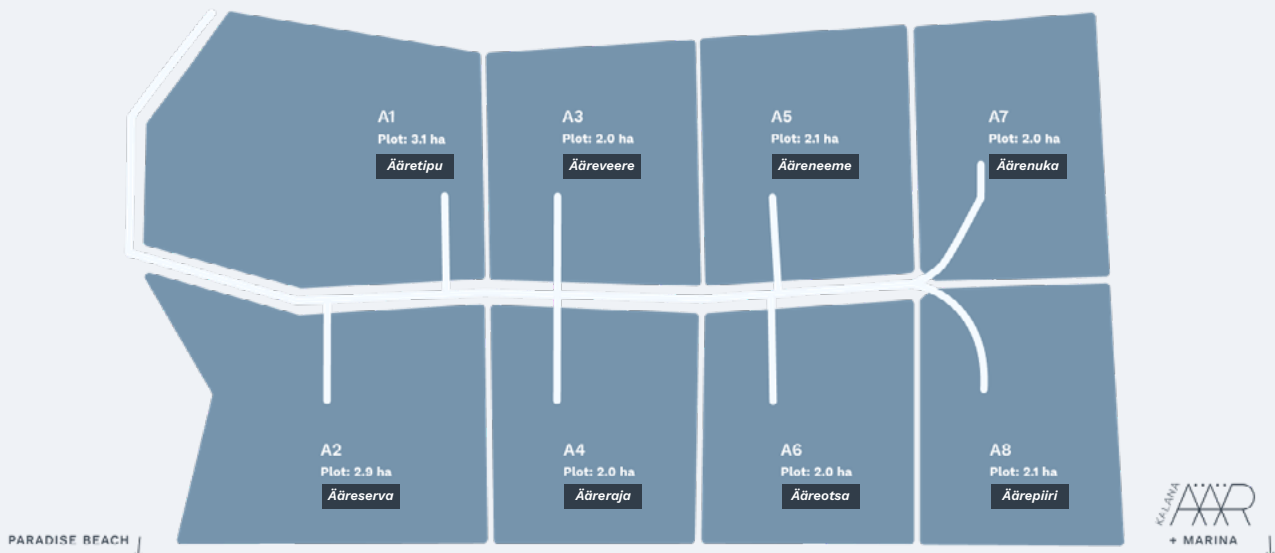 A1
Plot: 3.1 ha
Ääretipu
A3
Plot: 2.0 ha
Ääreveere
A5
Plot: 2.1 ha
Ääreneeme
A7
Plot: 2.0 ha
Äärenuka
A2
Plot: 2.9 ha
Ääreserva
A4
Plot: 2.0 ha
Ääreraja
A6
Plot: 2.0 ha
Ääreotsa
A8
Plot: 2.1 ha
Äärepiiri
PARADISE BEACH
KALANA
ÄÄR
+ MARINA